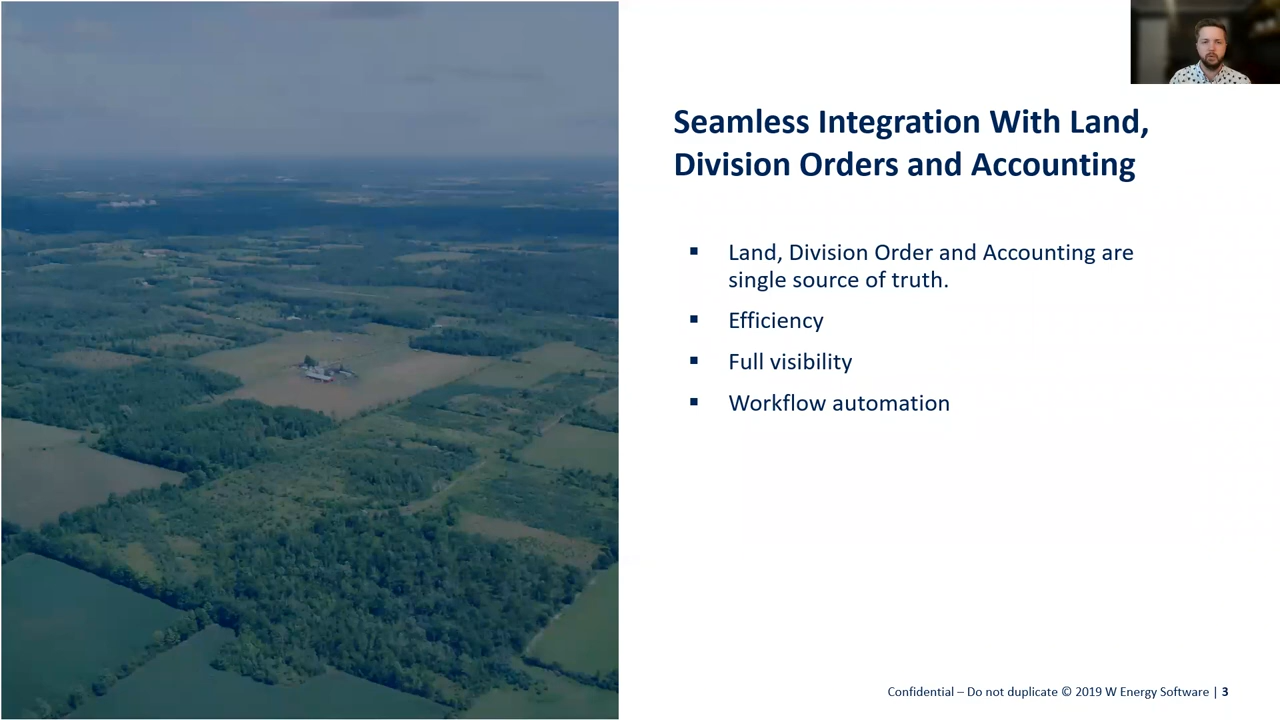 Seamless Integration With Land,
Division Orders and Accounting
▪ Land, Division Order and Accounting are
single source of truth.
▪ Efficiency
▪ Full visibility
▪ Workflow automation
Confidential – Do not duplicate © 2019 W Energy Software | 3